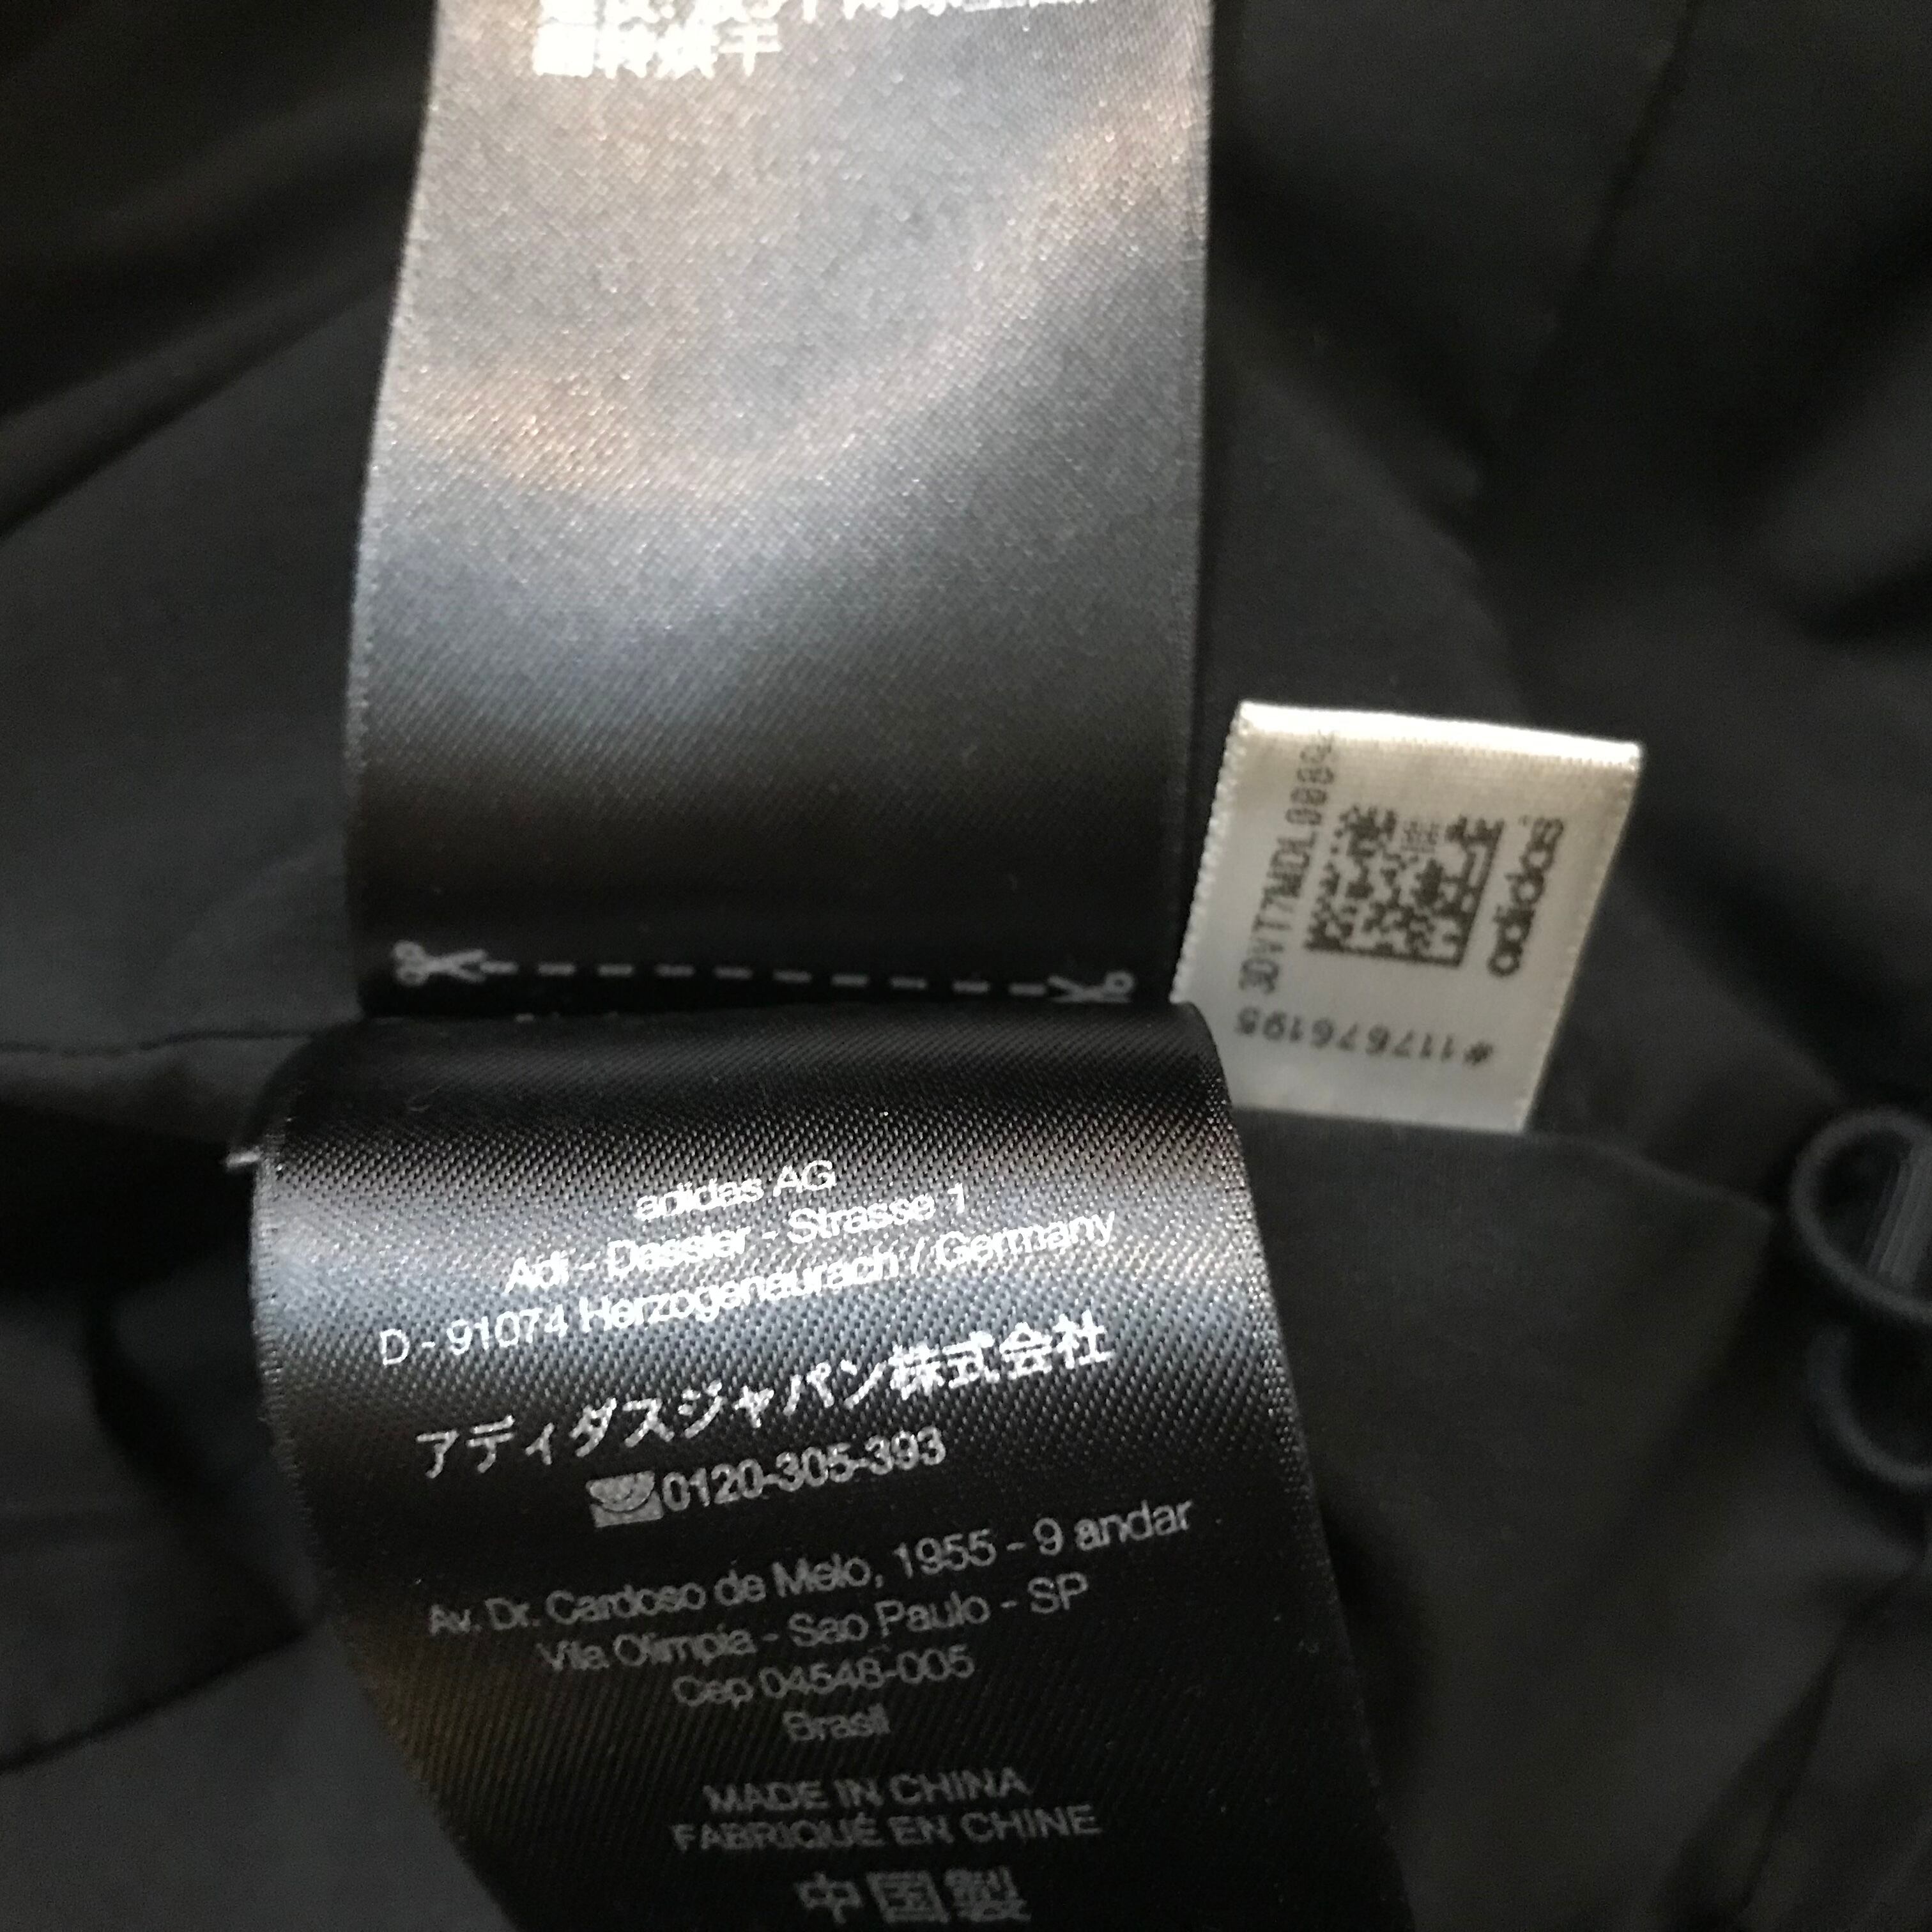 adidas AG
Adi - Dassler - Strasse 1
D - 91074 Herzogenaurach / Germany
アディダスジャパン株式会社
0120-305-393
Av. Dr. Cardoso de Melo, 1955 - 9 andar
Vila Olimpia - Sao Paulo - SP
Cep 04548-005
Brasil
MADE IN CHINA
FABRIQUÉ EN CHINE
中国製
adidas
#11767619S